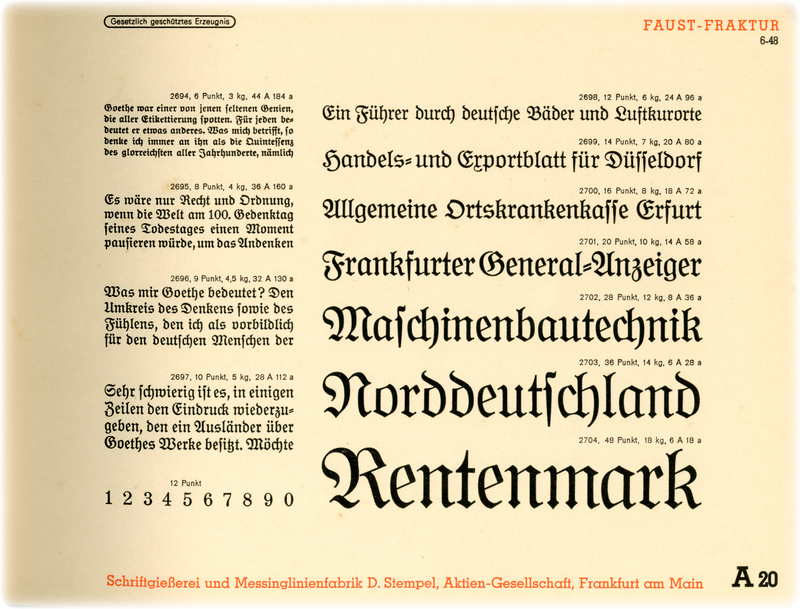 Gesetzlich geschütztes Erzeugnis
FAUST-FRAKTUR
6-48
2694, 6 Punkt, 3 kg, 44 A 184 a
Goethe war einer von jenen seltenen Genien,
die aller Etikettierung spotten. Für jeden be-
deutet er etwas anderes. Was mich betrifft, so
denke ich immer an ihn als die Quintessenz
des glorreichsten aller Jahrhunderte, nämlich
2695, 8 Punkt, 4 kg, 36 A 160 a
Es wäre nur Recht und Ordnung,
wenn die Welt am 100. Gedenktag
seines Todestages einen Moment
pausieren würde, um das Andenken
2696, 9 Punkt, 4,5 kg, 32 A 130 a
Was mir Goethe bedeutet? Den
Umkreis des Denkens sowie des
Fühlens, den ich als vorbildlich
für den deutschen Menschen der
2697, 10 Punkt, 5 kg, 28 A 112 a
Sehr schwierig ist es, in einigen
Zeilen den Eindruck wiederzu-
geben, den ein Ausländer über
Goethes Werke besitzt. Möchte
12 Punkt
1 2 3 4 5 6 7 8 9 0
2698, 12 Punkt, 6 kg, 24 A 96 a
Ein Führer durch deutsche Bäder und Luftkurorte
2699, 14 Punkt, 7 kg, 20 A 80 a
Handels- und Exportblatt für Düsseldorf
2700, 16 Punkt, 8 kg, 18 A 72 a
Allgemeine Ortskrankenkasse Erfurt
2701, 20 Punkt, 10 kg, 14 A 58 a
Frankfurter General-Anzeiger
2702, 28 Punkt, 12 kg, 8 A 36 a
Maschinenbautechnik
2703, 36 Punkt, 14 kg, 6 A 28 a
Norddeutschland
2704, 48 Punkt, 18 kg, 6 A 18 a
Rentenmark
Schriftgießerei und Messinglinienfabrik D. Stempel, Aktien-Gesellschaft, Frankfurt am Main
A 20